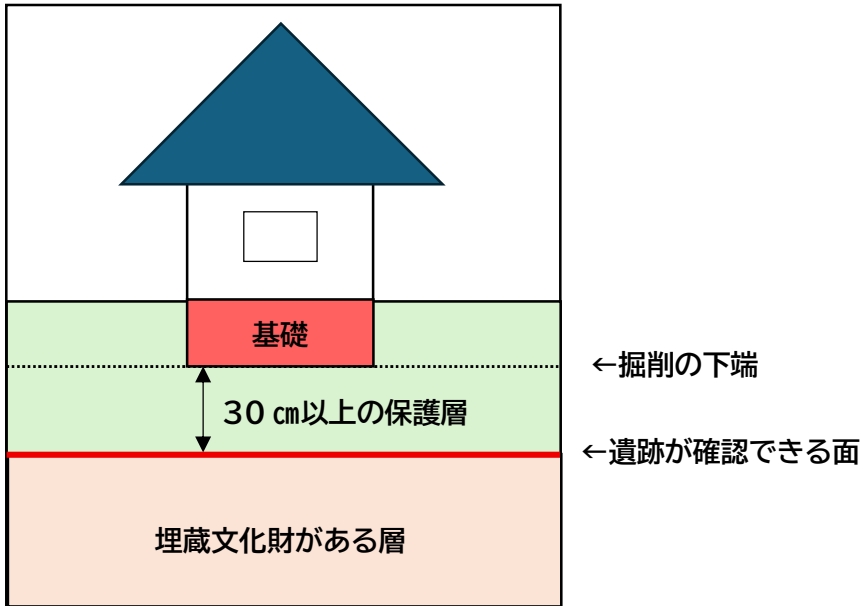 基礎
←掘削の下端
30㎝以上の保護層
←遺跡が確認できる面
埋蔵文化財がある層